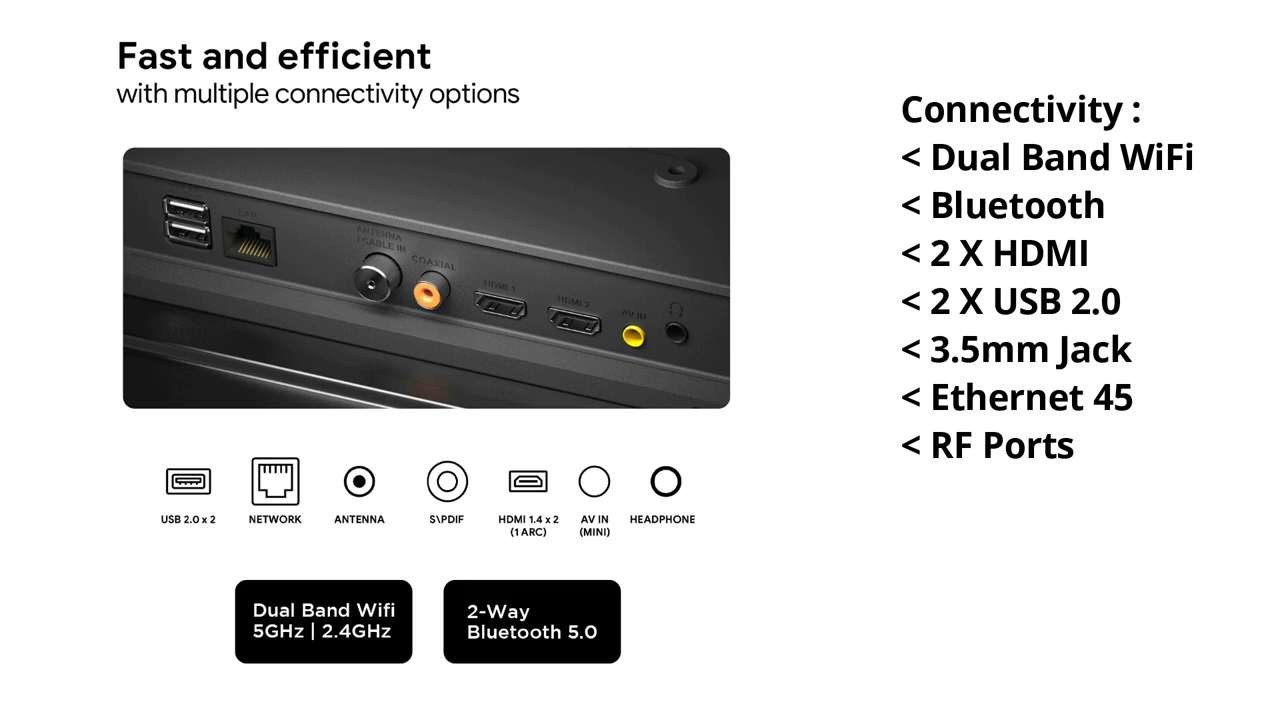 Fast and efficient
with multiple connectivity options
LAN
ANTENNA
/ CABLE IN
COAXIAL
HDMI 1
HDMI 2
AV IN
USB 2.0 x 2
NETWORK
ANTENNA
S\PDIF
HDMI 1.4 x 2
(1 ARC)
AV IN
(MINI)
HEADPHONE
Dual Band Wifi
5GHz | 2.4GHz
2-Way
Bluetooth 5.0
Connectivity :
< Dual Band WiFi
< Bluetooth
< 2 X HDMI
< 2 X USB 2.0
< 3.5mm Jack
< Ethernet 45
< RF Ports